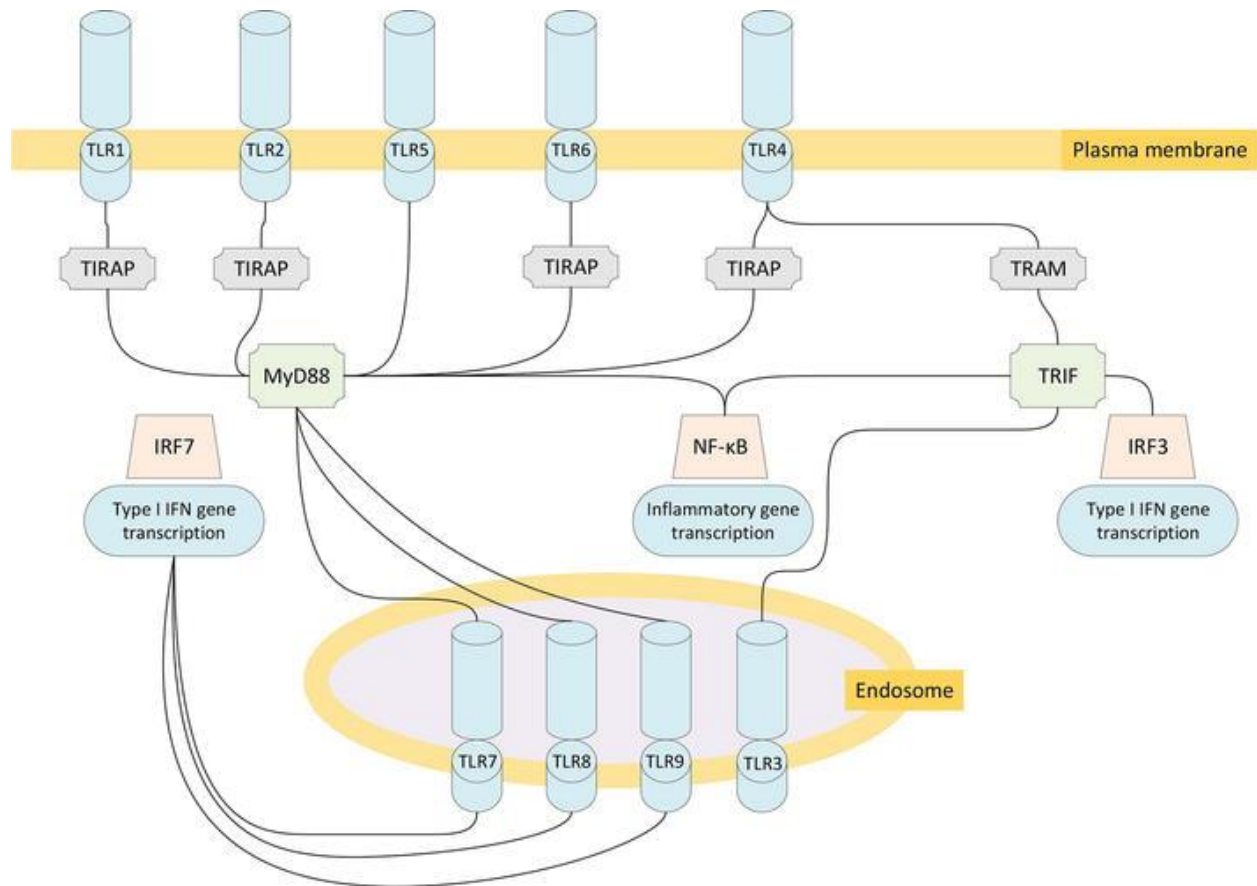 TLR1
TLR2
TLR5
TLR6
TLR4
Plasma membrane
TIRAP
TIRAP
TIRAP
TIRAP
TRAM
MyD88
TRIF
IRF7
NF-κB
IRF3
Type I IFN gene
transcription
Inflammatory gene
transcription
Type I IFN gene
transcription
Endosome
TLR7
TLR8
TLR9
TLR3